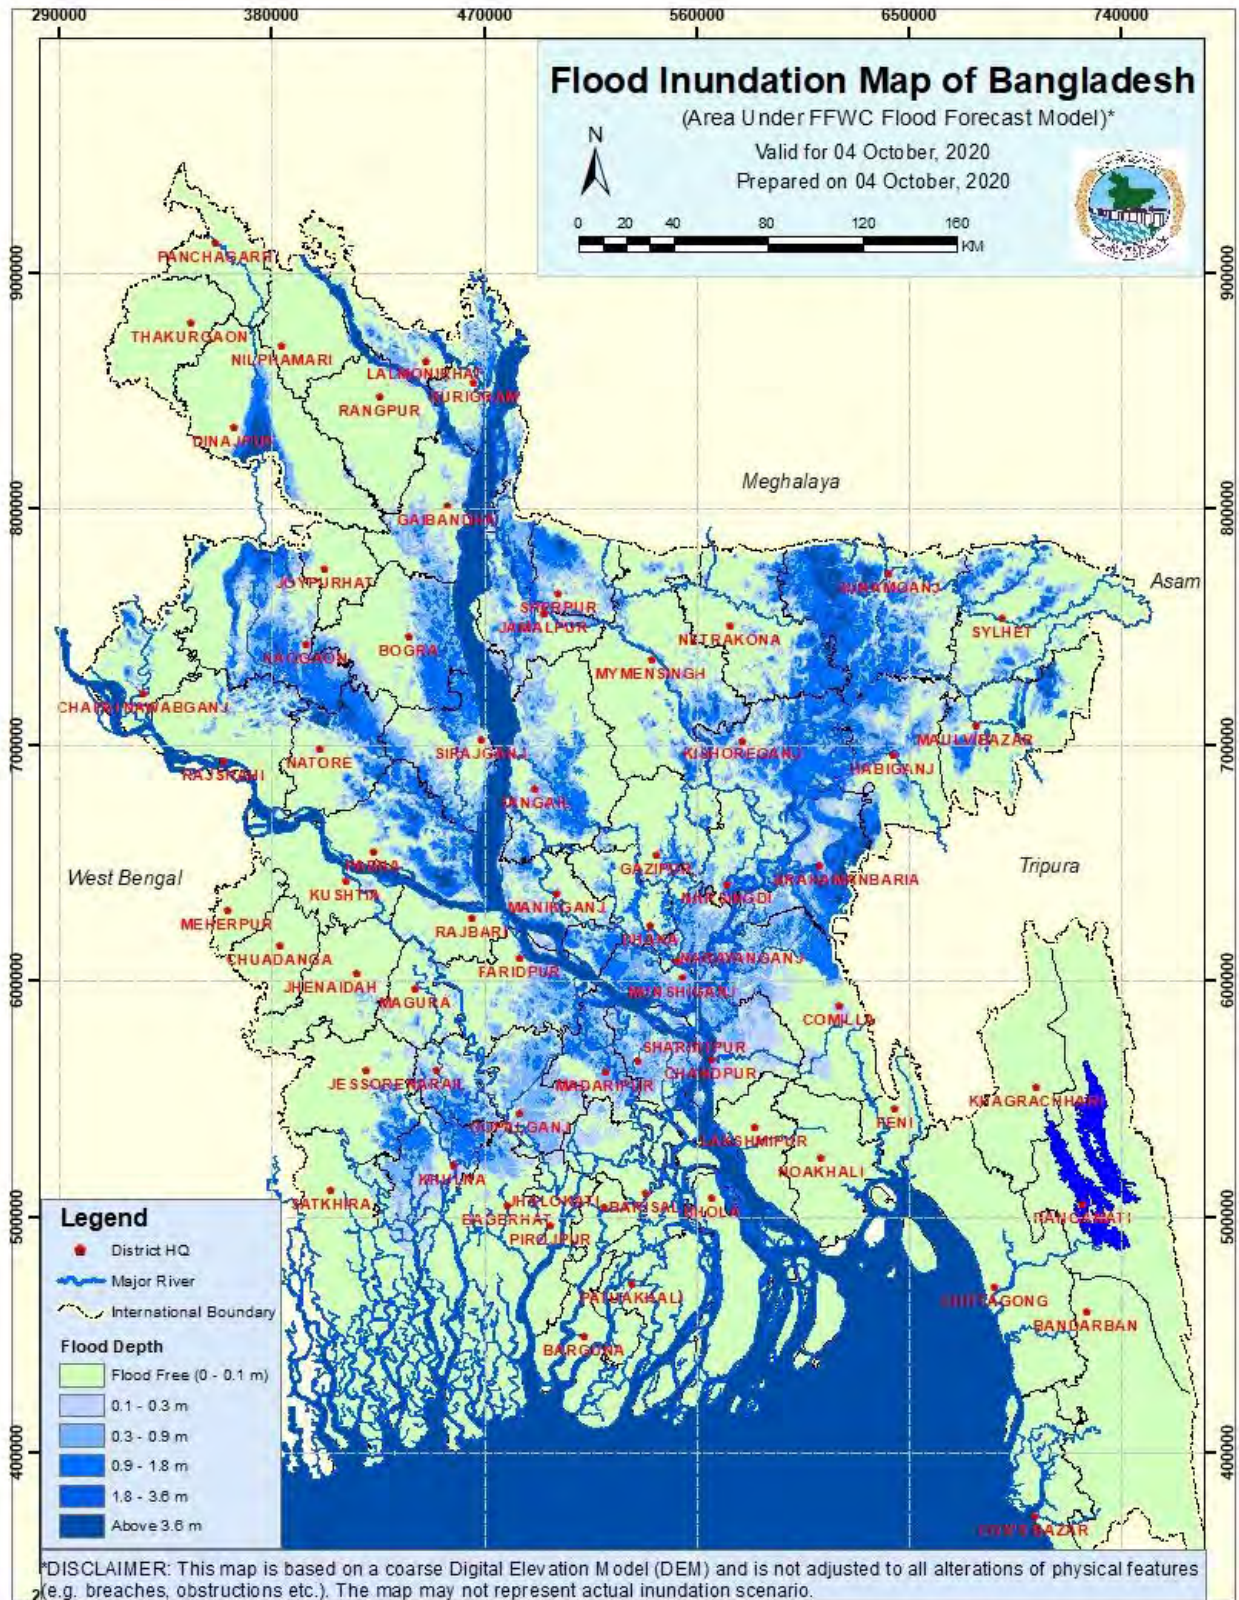 290000 380000 470000 560000 650000 740000
Flood Inundation Map of Bangladesh
(Area Under FFWC Flood Forecast Model)*
N
Valid for 04 October, 2020
Prepared on 04 October, 2020
0 20 40 80 120 160
KM
900000 900000
PANCHAGARH
THAKURGAON
NILPHAMARI
LALMONIRHAT
KURIGRAM
RANGPUR
DINAJPUR
Meghalaya
800000 800000
GAIBANDHA
JOYPURHAT
SUNAMGANJ
Asam
SHERPUR
JAMALPUR
SYLHET
NETRAKONA
BOGRA
NAOGAON
MYMENSINGH
CHAPAI NAWABGANJ
700000 700000
MAULVIBAZAR
SIRAJGANJ
KISHOREGANJ
NATORE
HABIGANJ
RAJSHAHI
TANGAIL
PABNA
GAZIPUR
Tripura
West Bengal
BRAHAMANBARIA
KUSHTIA
NARSINGDI
MANIKGANJ
MEHERPUR
RAJBARI
DHAKA
CHUADANGA
NARAYANGANJ
FARIDPUR
600000 600000
JHENAIDAH
MUNSHIGANJ
MAGURA
COMILLA
SHARIATPUR
CHANDPUR
JESSORE NARAIL
MADARIPUR
KHAGRACHHARI
FENI
GOPALGANJ
LAKSHMIPUR
NOAKHALI
KHULNA
SATKHIRA
JHALOKATI
BARISAL
BHOLA
500000 500000
RANGAMATI
BAGERHAT
PIROJPUR
PATUAKHALI
CHITTAGONG
BANDARBAN
BARGUNA
400000 400000
COX'S BAZAR
Legend
District HQ
Major River
International Boundary
Flood Depth
Flood Free (0 - 0.1 m)
0.1 - 0.3 m
0.3 - 0.9 m
0.9 - 1.8 m
1.8 - 3.6 m
Above 3.6 m
*DISCLAIMER: This map is based on a coarse Digital Elevation Model (DEM) and is not adjusted to all alterations of physical features
(e.g. breaches, obstructions etc.). The map may not represent actual inundation scenario.